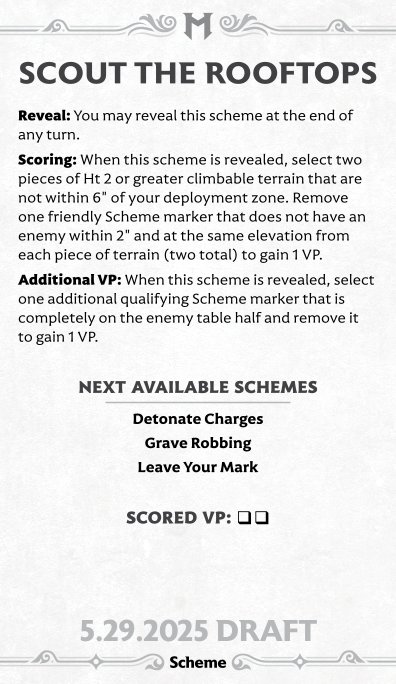 M
SCOUT THE ROOFTOPS
Reveal: You may reveal this scheme at the end of
any turn.
Scoring: When this scheme is revealed, select two
pieces of Ht 2 or greater climbable terrain that are
not within 6" of your deployment zone. Remove
one friendly Scheme marker that does not have an
enemy within 2" and at the same elevation from
each piece of terrain (two total) to gain 1 VP.
Additional VP: When this scheme is revealed, select
one additional qualifying Scheme marker that is
completely on the enemy table half and remove it
to gain 1 VP.
NEXT AVAILABLE SCHEMES
Detonate Charges
Grave Robbing
Leave Your Mark
SCORED VP: ❑❑
5.29.2025 DRAFT
Scheme